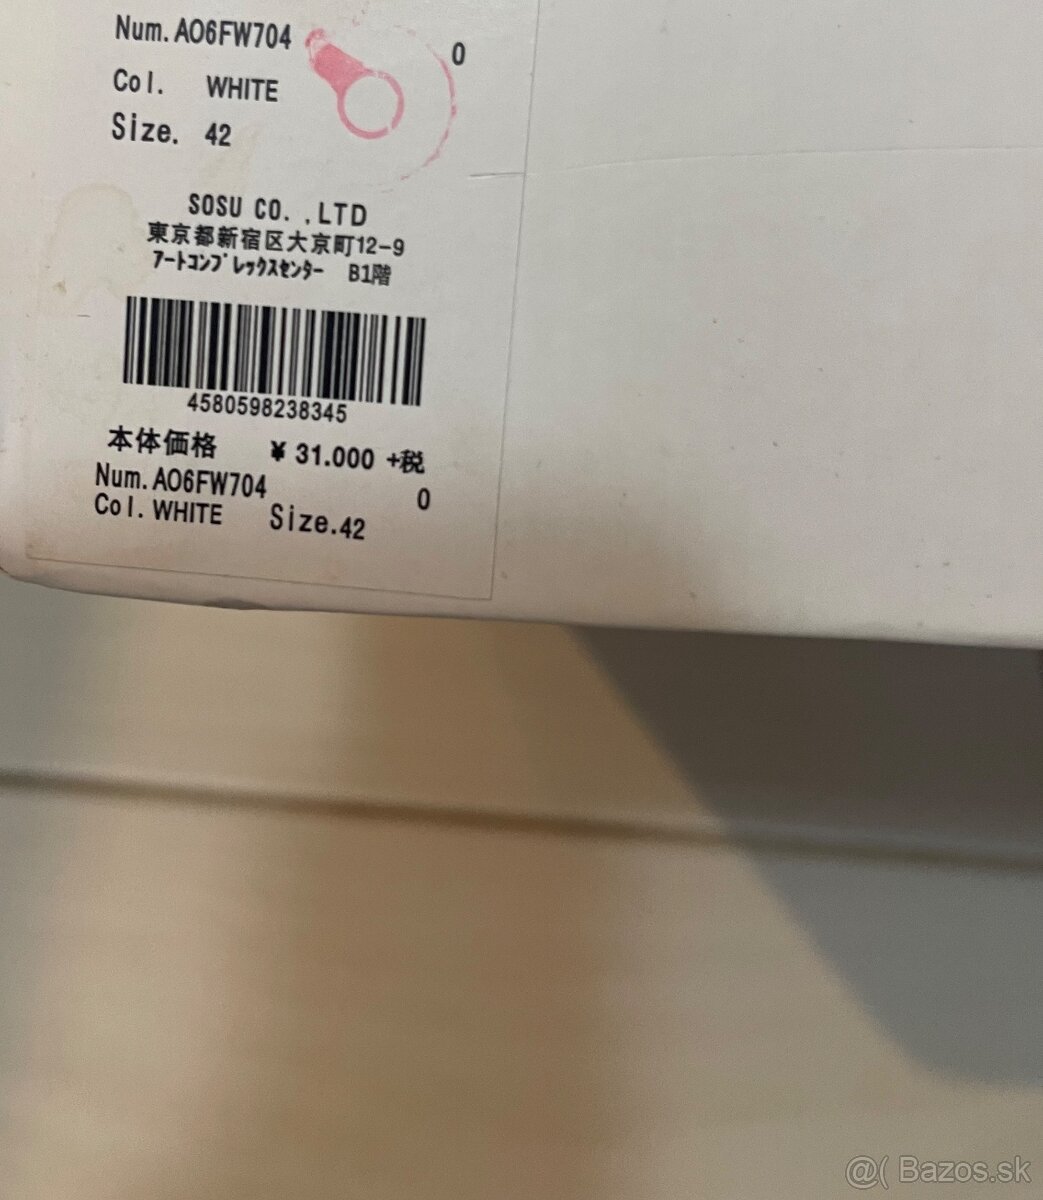 Num.AO6FW704 0
Col. WHITE
Size. 42
SOSU CO. ,LTD
東京都新宿区大京町12-9
ｱｰﾄｺﾝﾌﾟﾚｯｸｽｾﾝﾀｰ B1階
4580598238345
本体価格 ¥ 31.000 +税
Num.AO6FW704 0
Col. WHITE Size.42
@( Bazos.sk